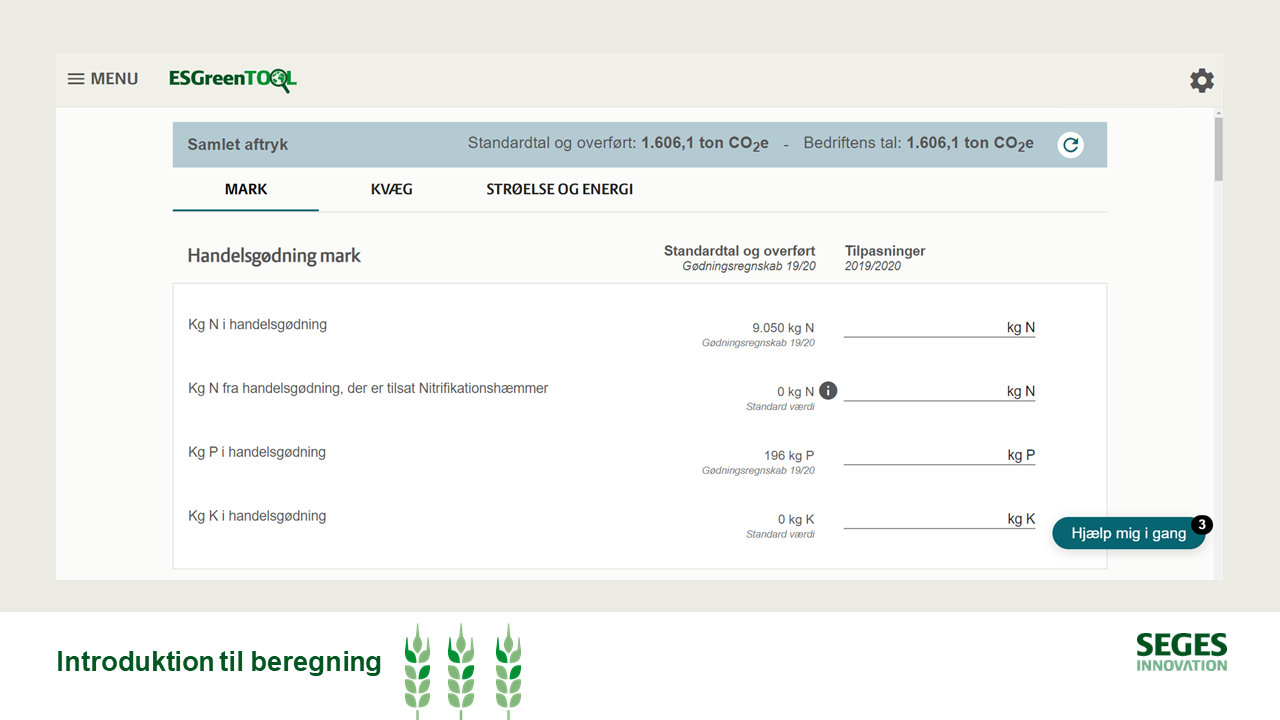 MENU
ESGreenTOOL
Samlet aftryk
Standardtal og overført: 1.606,1 ton CO2e - Bedriftens tal: 1.606,1 ton CO2e
MARK
KVÆG
STRØELSE OG ENERGI
Handelsgødning mark
Standardtal og overført
Gødningsregnskab 19/20
Tilpasninger
2019/2020
Kg N i handelsgødning
9.050 kg N
Gødningsregnskab 19/20
kg N
Kg N fra handelsgødning, der er tilsat Nitrifikationshæmmer
0 kg N
i
Standard værdi
kg N
Kg P i handelsgødning
196 kg P
Gødningsregnskab 19/20
kg P
Kg K i handelsgødning
0 kg K
Standard værdi
kg K
Hjælp mig i gang
3
Introduktion til beregning
SEGES
INNOVATION